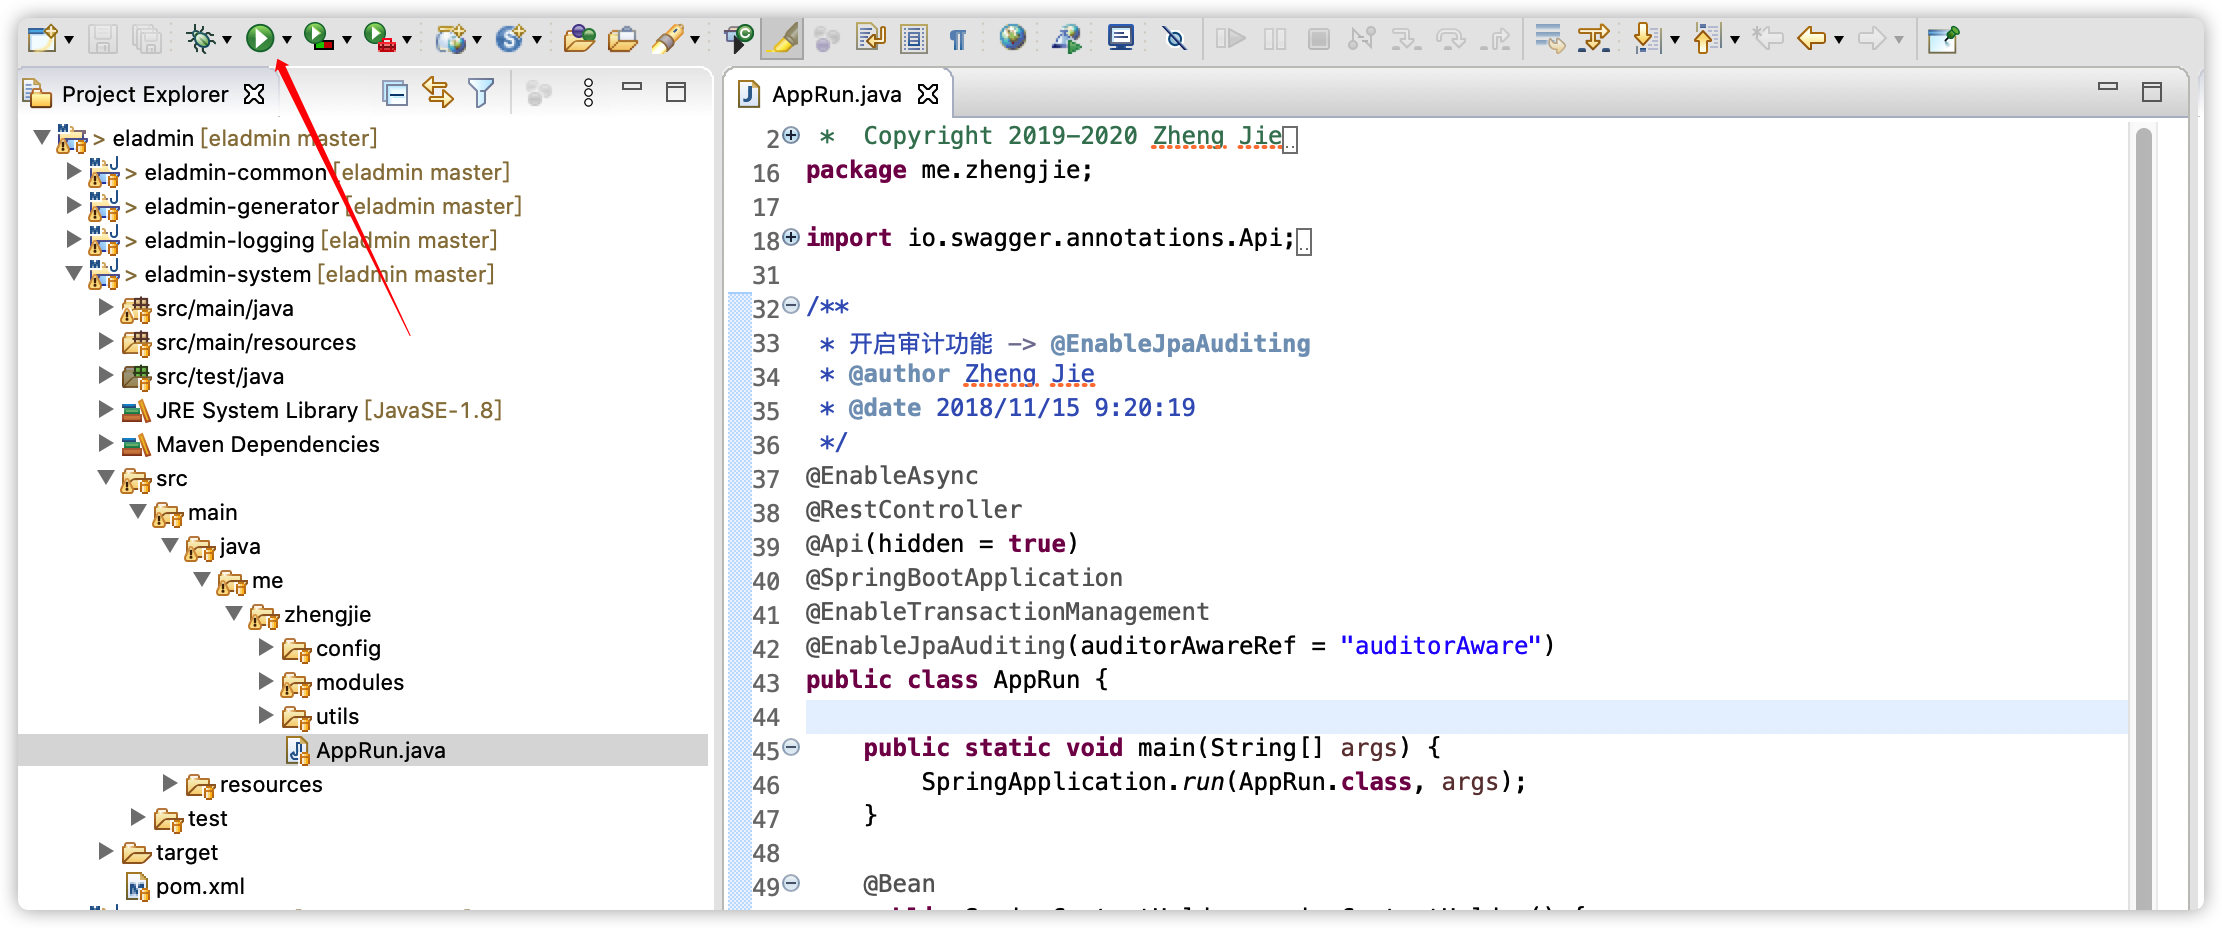 Project Explorer
> eladmin [eladmin master]
> eladmin-common [eladmin master]
> eladmin-generator [eladmin master]
> eladmin-logging [eladmin master]
> eladmin-system [eladmin master]
src/main/java
src/main/resources
src/test/java
JRE System Library [JavaSE-1.8]
Maven Dependencies
src
main
java
me
zhengjie
config
modules
utils
AppRun.java
resources
test
target
pom.xml
AppRun.java
2 * Copyright 2019-2020 Zheng Jie
16 package me.zhengjie;
17
18 import io.swagger.annotations.Api;
31
32 /**
33 * 开启审计功能 -> @EnableJpaAuditing
34 * @author Zheng Jie
35 * @date 2018/11/15 9:20:19
36 */
37 @EnableAsync
38 @RestController
39 @Api(hidden = true)
40 @SpringBootApplication
41 @EnableTransactionManagement
42 @EnableJpaAuditing(auditorAwareRef = "auditorAware")
43 public class AppRun {
44
45 public static void main(String[] args) {
46 SpringApplication.run(AppRun.class, args);
47 }
48
49 @Bean